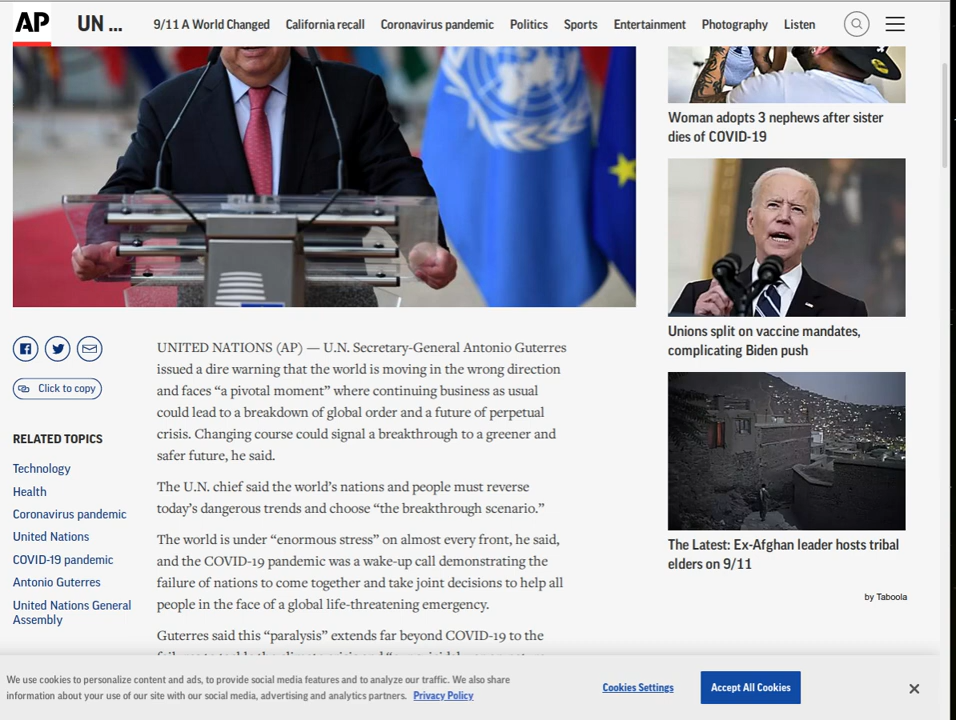 AP
UN ...
9/11 A World Changed California recall Coronavirus pandemic Politics Sports Entertainment Photography Listen
UNITED NATIONS (AP) — U.N. Secretary-General Antonio Guterres
issued a dire warning that the world is moving in the wrong direction
and faces “a pivotal moment” where continuing business as usual
could lead to a breakdown of global order and a future of perpetual
crisis. Changing course could signal a breakthrough to a greener and
safer future, he said.
The U.N. chief said the world’s nations and people must reverse
today’s dangerous trends and choose “the breakthrough scenario.”
The world is under “enormous stress” on almost every front, he said,
and the COVID-19 pandemic was a wake-up call demonstrating the
failure of nations to come together and take joint decisions to help all
people in the face of a global life-threatening emergency.
Guterres said this “paralysis” extends far beyond COVID-19 to the
Click to copy
RELATED TOPICS
Technology
Health
Coronavirus pandemic
United Nations
COVID-19 pandemic
Antonio Guterres
United Nations General
Assembly
Woman adopts 3 nephews after sister
dies of COVID-19
Unions split on vaccine mandates,
complicating Biden push
The Latest: Ex-Afghan leader hosts tribal
elders on 9/11
by Taboola
We use cookies to personalize content and ads, to provide social media features and to analyze our traffic. We also share
information about your use of our site with our social media, advertising and analytics partners. Privacy Policy
Cookies Settings
Accept All Cookies